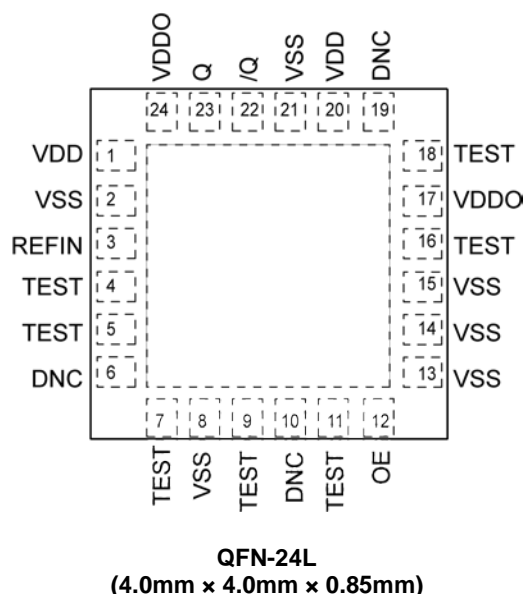 VDDO Q /Q VSS VDD DNC
24 23 22 21 20 19
VDD 1 18 TEST
VSS 2 17 VDDO
REFIN 3 16 TEST
TEST 4 15 VSS
TEST 5 14 VSS
DNC 6 13 VSS
7 8 9 10 11 12
TEST VSS TEST DNC TEST OE
QFN-24L
(4.0mm × 4.0mm × 0.85mm)